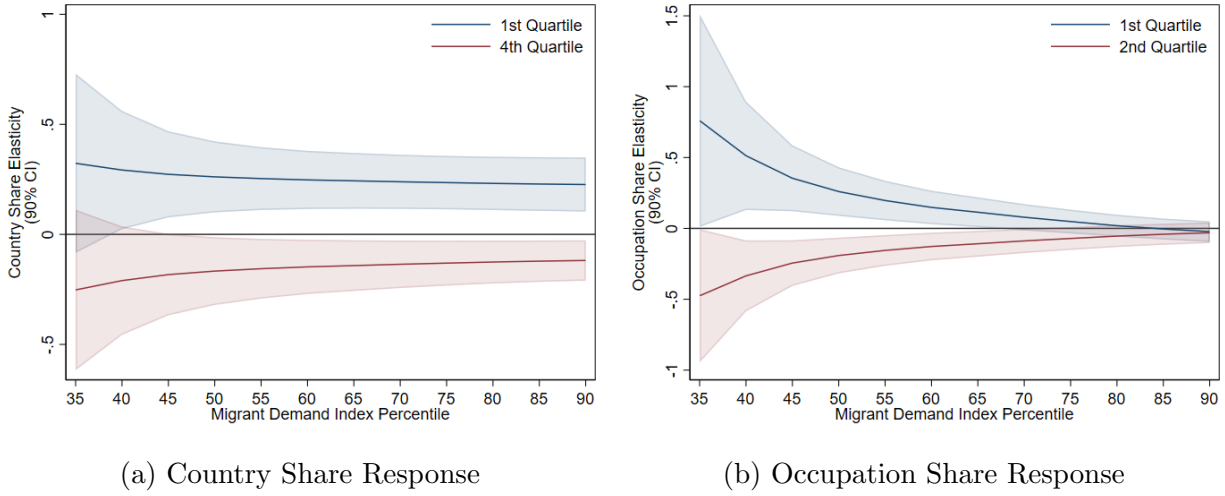 1st Quartile
4th Quartile
Country Share Elasticity
(90% CI)
1
.5
0
-.5
35 40 45 50 55 60 65 70 75 80 85 90
Migrant Demand Index Percentile
(a) Country Share Response
1st Quartile
2nd Quartile
Occupation Share Elasticity
(90% CI)
1.5
1
.5
0
-.5
-1
35 40 45 50 55 60 65 70 75 80 85 90
Migrant Demand Index Percentile
(b) Occupation Share Response